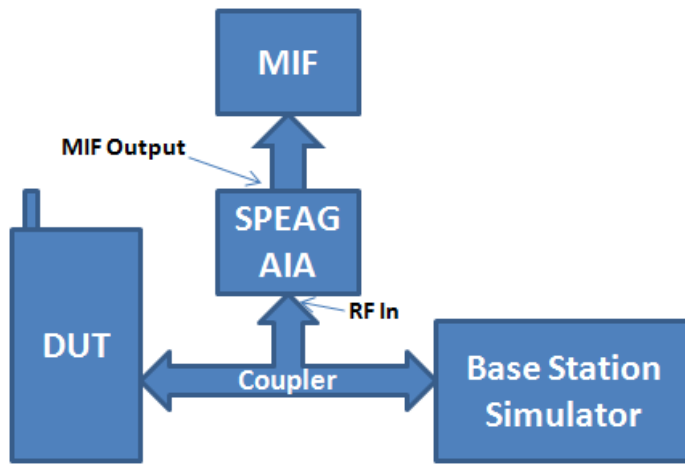 MIF
MIF Output
SPEAG
AIA
RF In
DUT
Coupler
Base Station
Simulator